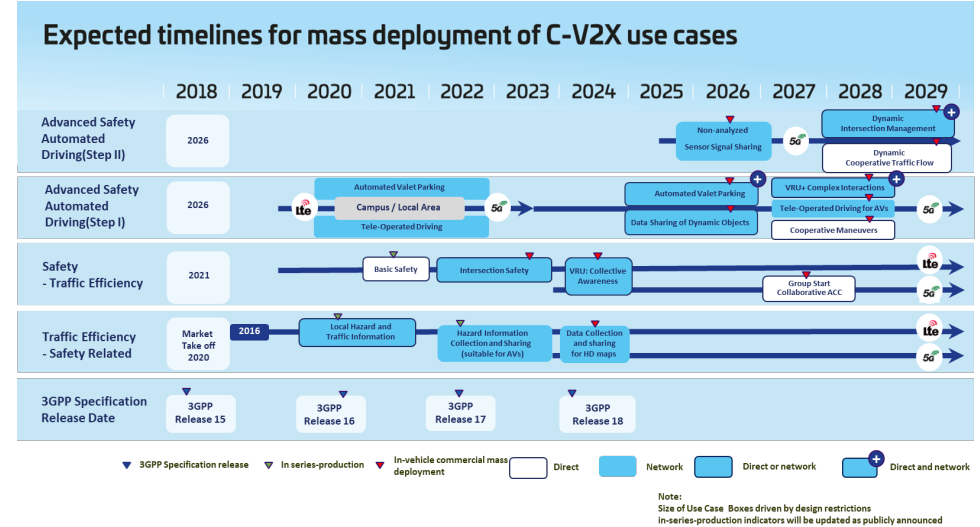 Expected timelines for mass deployment of C-V2X use cases
2018 2019 2020 2021 2022 2023 2024 2025 2026 2027 2028 2029
Advanced Safety
Automated
Driving(Step II)
2026
Non-analyzed
Sensor Signal Sharing
5G
Dynamic
Intersection Management
Dynamic
Cooperative Traffic Flow
Advanced Safety
Automated
Driving(Step I)
2026
lte
Automated Valet Parking
Campus / Local Area
Tele-Operated Driving
5G
Automated Valet Parking
Data Sharing of Dynamic Objects
VRU+ Complex Interactions
Tele-Operated Driving for AVs
Cooperative Maneuvers
5G
Safety
- Traffic Efficiency
2021
Basic Safety
Intersection Safety
VRU: Collective
Awareness
Group Start
Collaborative ACC
lte
5G
Traffic Efficiency
- Safety Related
Market
Take off
2020
2016
Local Hazard and
Traffic Information
Hazard Information
Collection and Sharing
(suitable for AVs)
Data Collection
and sharing
for HD maps
lte
5G
3GPP Specification
Release Date
3GPP
Release 15
3GPP
Release 16
3GPP
Release 17
3GPP
Release 18
3GPP Specification release
In series-production
In-vehicle commercial mass
deployment
Direct
Network
Direct or network
Direct and network
Note:
Size of Use Case Boxes driven by design restrictions
in-series-production indicators will be updated as publicly announced